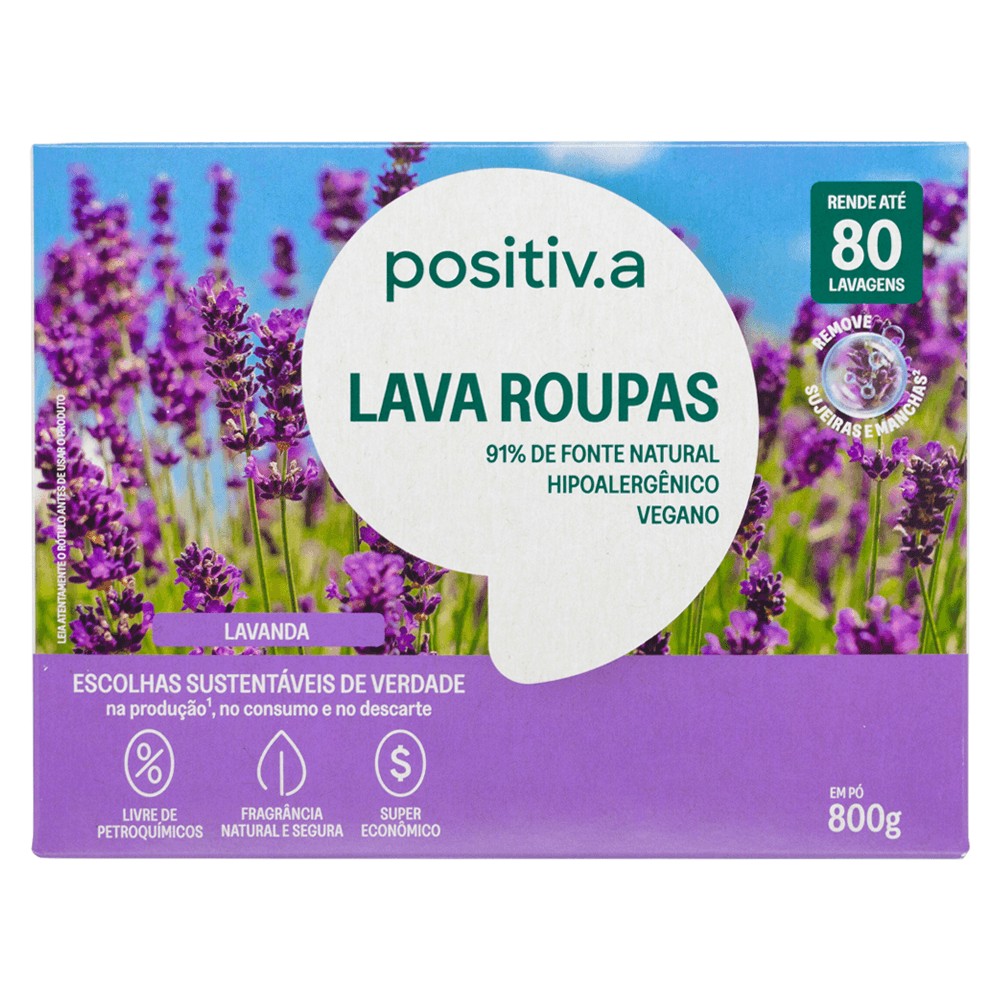 positiv.a
LAVA ROUPAS
91% DE FONTE NATURAL
HIPOALERGÊNICO
VEGANO
RENDE ATÉ
80
LAVAGENS
REMOVE
SUJEIRAS E MANCHAS²
LEIA ATENTAMENTE O RÓTULO ANTES DE USAR O PRODUTO
LAVANDA
ESCOLHAS SUSTENTÁVEIS DE VERDADE
na produção¹, no consumo e no descarte
%
LIVRE DE
PETROQUÍMICOS
FRAGRÂNCIA
NATURAL E SEGURA
$
SUPER
ECONÔMICO
EM PÓ
800g